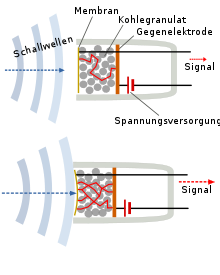 Membran
Kohlegranulat
Gegenelektrode
Schallwellen
Signal
Spannungsversorgung
Signal